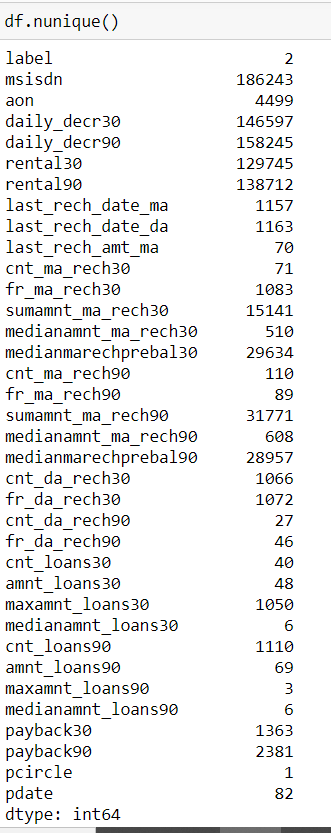 df.nunique()
label 2
msisdn 186243
aon 4499
daily_decr30 146597
daily_decr90 158245
rental30 129745
rental90 138712
last_rech_date_ma 1157
last_rech_date_da 1163
last_rech_amt_ma 70
cnt_ma_rech30 71
fr_ma_rech30 1083
sumamnt_ma_rech30 15141
medianamnt_ma_rech30 510
medianmarechprebal30 29634
cnt_ma_rech90 110
fr_ma_rech90 89
sumamnt_ma_rech90 31771
medianamnt_ma_rech90 608
medianmarechprebal90 28957
cnt_da_rech30 1066
fr_da_rech30 1072
cnt_da_rech90 27
fr_da_rech90 46
cnt_loans30 40
amnt_loans30 48
maxamnt_loans30 1050
medianamnt_loans30 6
cnt_loans90 1110
amnt_loans90 69
maxamnt_loans90 3
medianamnt_loans90 6
payback30 1363
payback90 2381
pcircle 1
pdate 82
dtype: int64